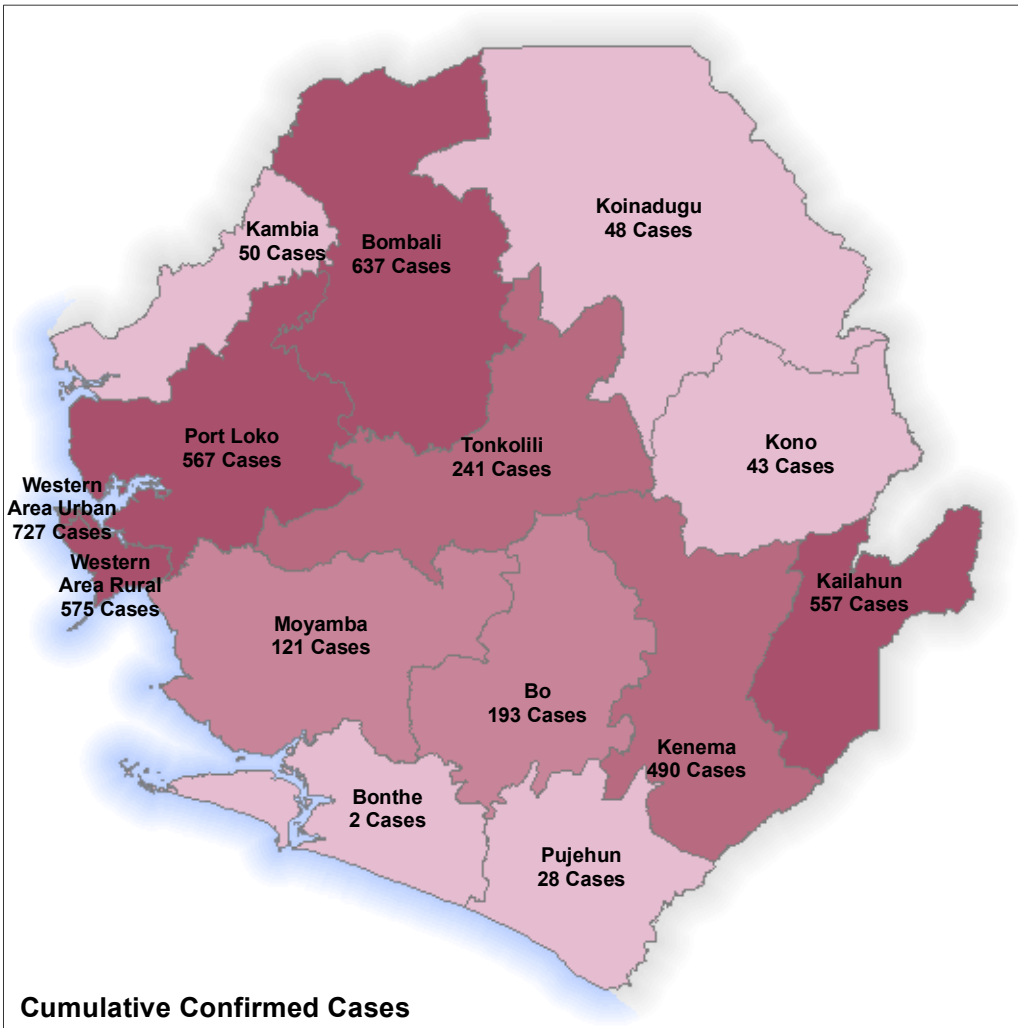 Koinadugu
48 Cases
Kambia
50 Cases
Bombali
637 Cases
Port Loko
567 Cases
Tonkolili
241 Cases
Kono
43 Cases
Western
Area Urban
727 Cases
Western
Area Rural
575 Cases
Kailahun
557 Cases
Moyamba
121 Cases
Bo
193 Cases
Kenema
490 Cases
Bonthe
2 Cases
Pujehun
28 Cases
Cumulative Confirmed Cases